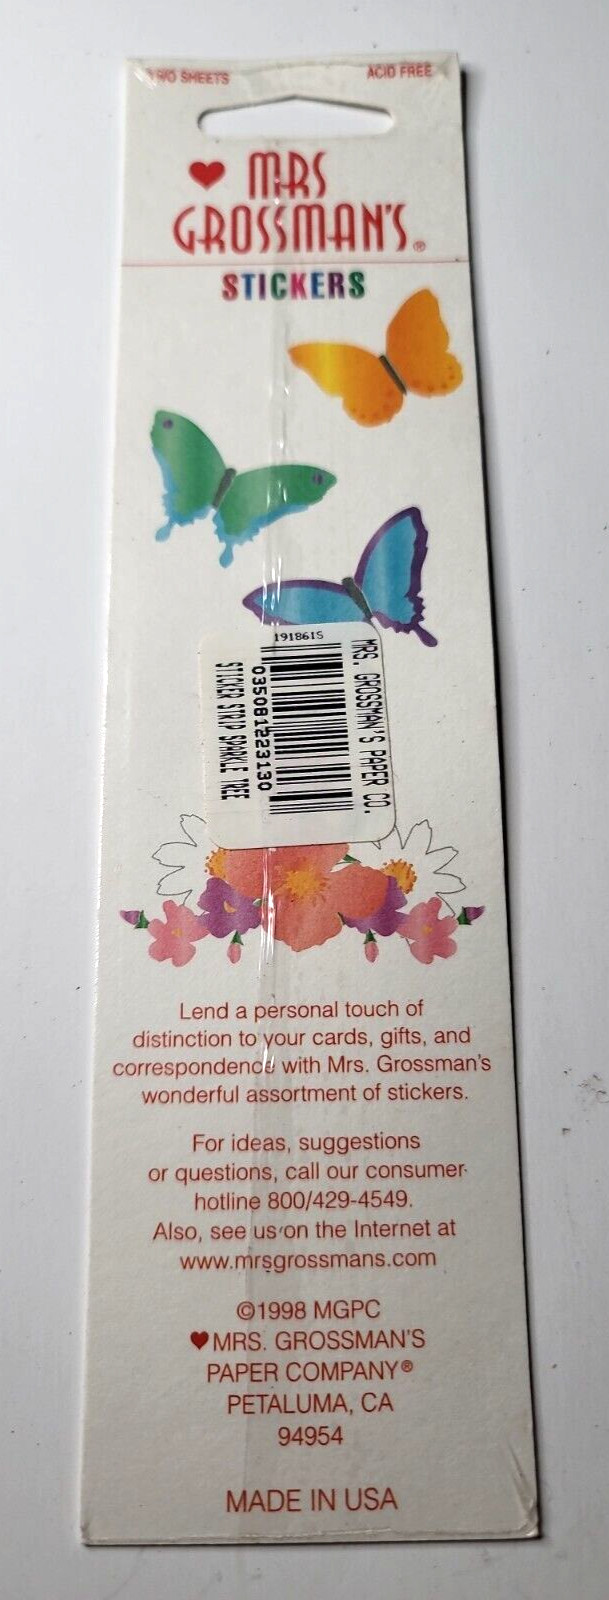 SHEETS ACID FREE
MRS
GROSSMAN'S®
STICKERS
191861S
MRS. GROSSMAN'S PAPER CO.
035081223130
STICKER STRIP SPARKLE TREE
Lend a personal touch of
distinction to your cards, gifts, and
correspondence with Mrs. Grossman's
wonderful assortment of stickers.
For ideas, suggestions
or questions, call our consumer
hotline 800/429-4549.
Also, see us on the Internet at
www.mrsgrossmans.com
©1998 MGPC
♥MRS. GROSSMAN'S
PAPER COMPANY®
PETALUMA, CA
94954
MADE IN USA